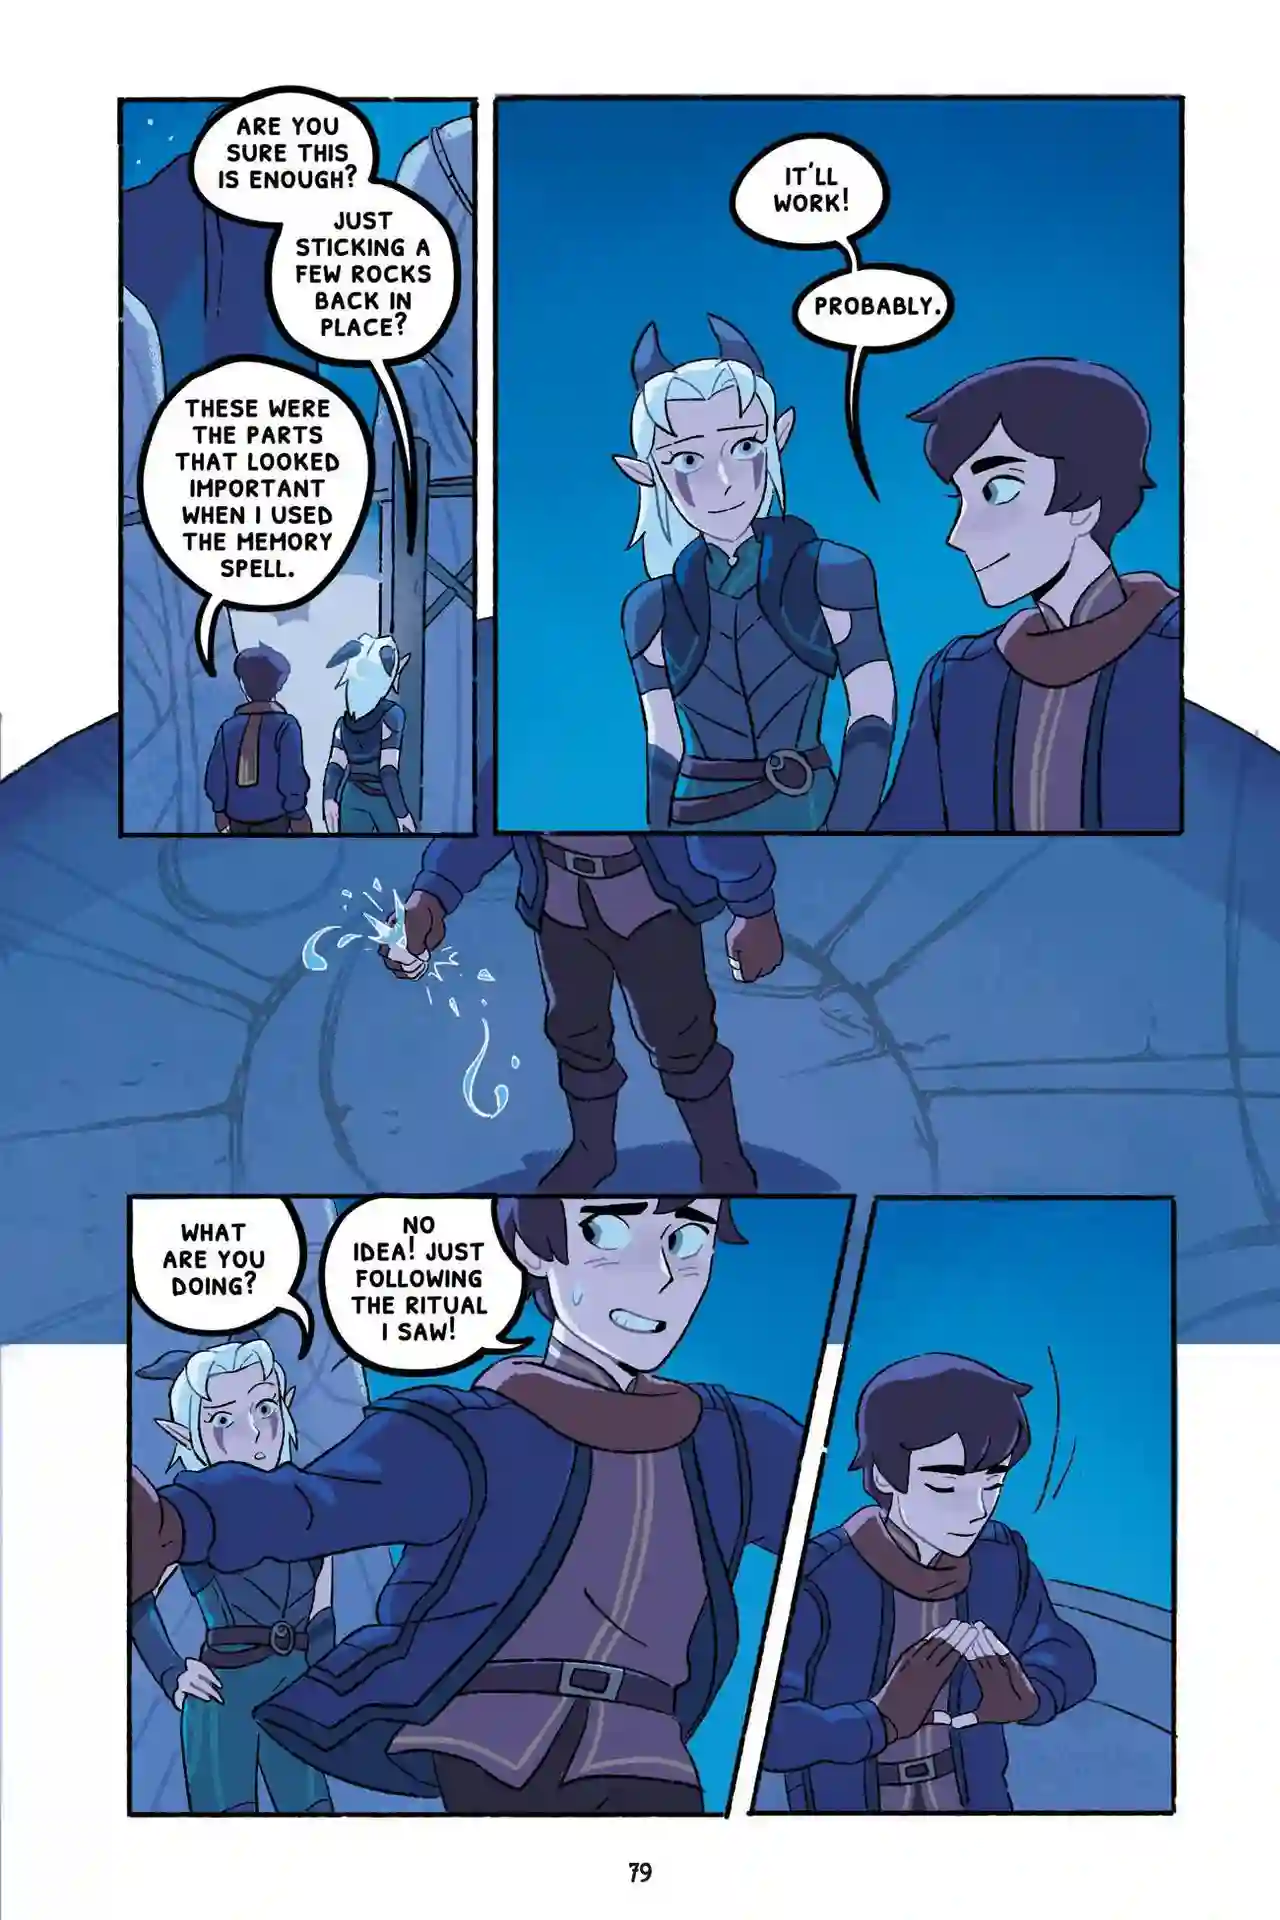 ARE YOU
SURE THIS
IS ENOUGH?
JUST
STICKING A
FEW ROCKS
BACK IN
PLACE?
THESE WERE
THE PARTS
THAT LOOKED
IMPORTANT
WHEN I USED
THE MEMORY
SPELL.
IT'LL
WORK!
PROBABLY.
WHAT
ARE YOU
DOING?
NO
IDEA! JUST
FOLLOWING
THE RITUAL
I SAW!
79